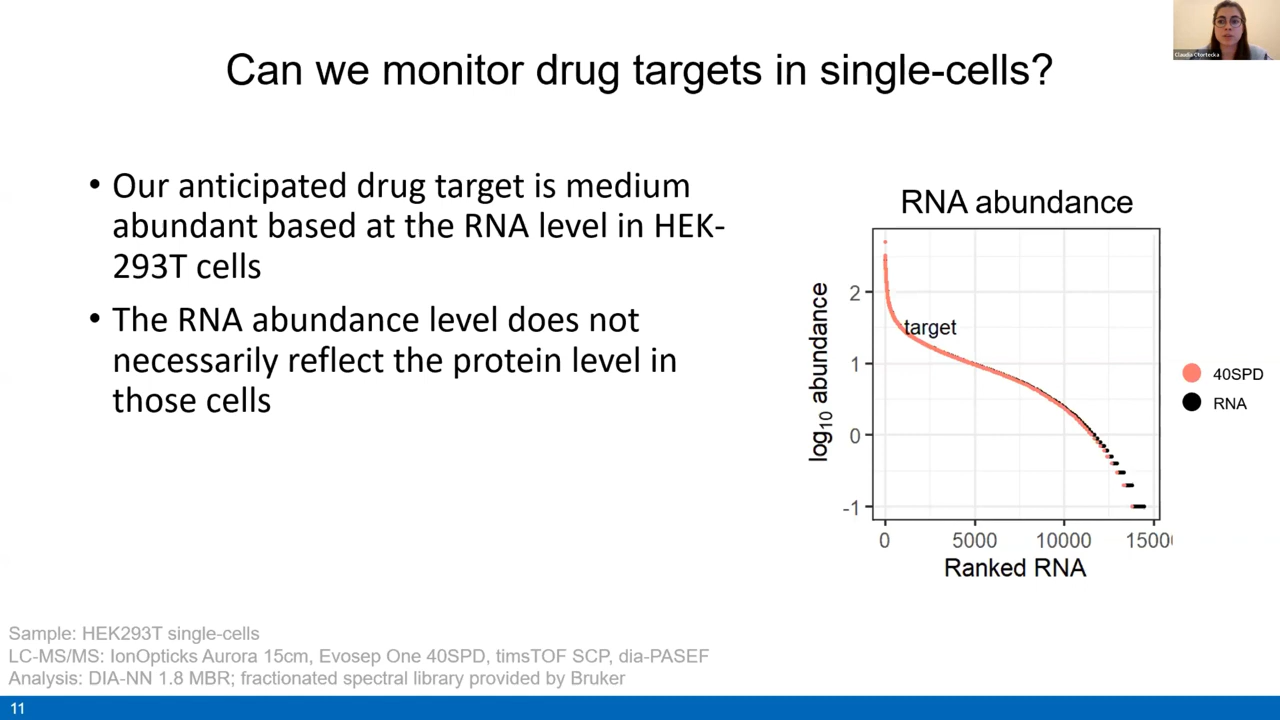 Can we monitor drug targets in single-cells?
Claudia Ctortecka
• Our anticipated drug target is medium
abundant based at the RNA level in HEK-
293T cells
• The RNA abundance level does not
necessarily reflect the protein level in
those cells
RNA abundance
log10 abundance
2
1
0
-1
target
0 5000 10000 15000
Ranked RNA
40SPD
RNA
Sample: HEK293T single-cells
LC-MS/MS: IonOpticks Aurora 15cm, Evosep One 40SPD, timsTOF SCP, dia-PASEF
Analysis: DIA-NN 1.8 MBR; fractionated spectral library provided by Bruker
11